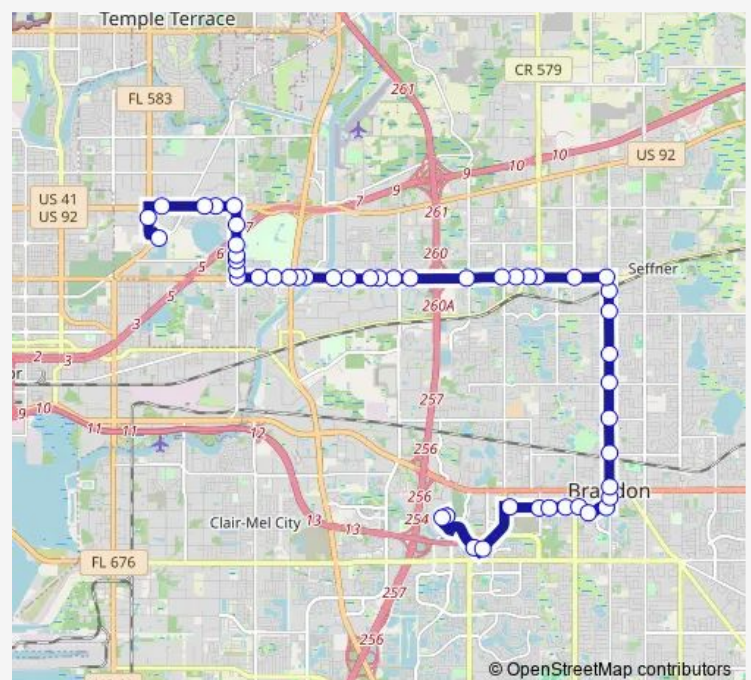 Temple Terrace
CR 579
261
FL 583
US 92
10
10
9
9
US 41
US 92
7
261
7
6
260
Seffner
5
5
260A
3
2
3
257
9
10
11
11
12
256
256
Brandon
254
Clair-Mel City
13
13
FL 676
257
256
© OpenStreetMap contributors